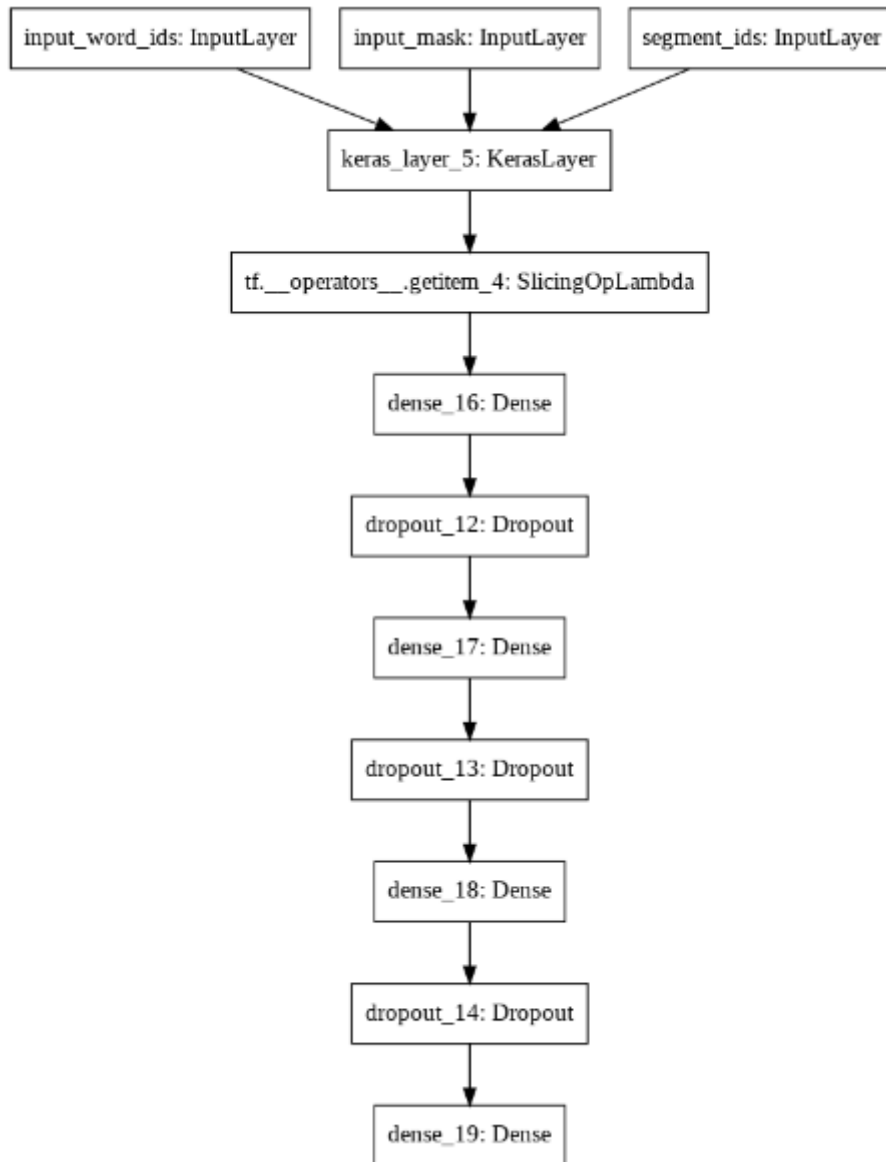 input_word_ids: InputLayer
input_mask: InputLayer
segment_ids: InputLayer
keras_layer_5: KerasLayer
tf.__operators__.getitem_4: SlicingOpLambda
dense_16: Dense
dropout_12: Dropout
dense_17: Dense
dropout_13: Dropout
dense_18: Dense
dropout_14: Dropout
dense_19: Dense